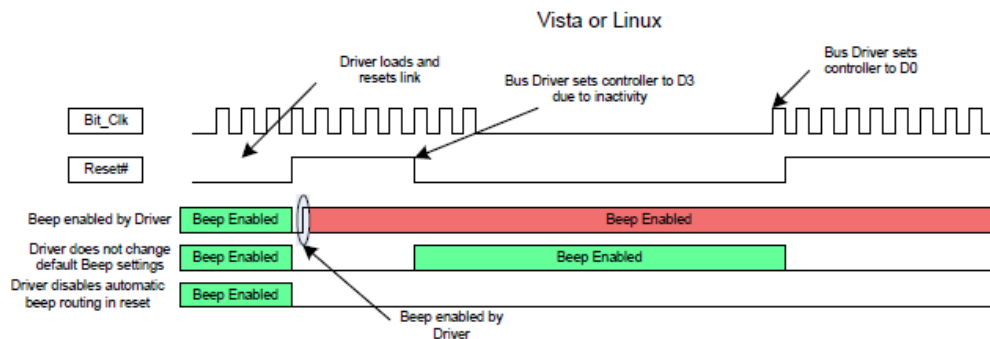 Vista or Linux
Driver loads and
resets link
Bus Driver sets controller to D3
due to inactivity
Bus Driver sets
controller to D0
Bit_Clk
Reset#
Beep enabled by Driver
Beep Enabled
Beep Enabled
Driver does not change
default Beep settings
Beep Enabled
Beep Enabled
Driver disables automatic
beep routing in reset
Beep Enabled
Beep enabled by
Driver